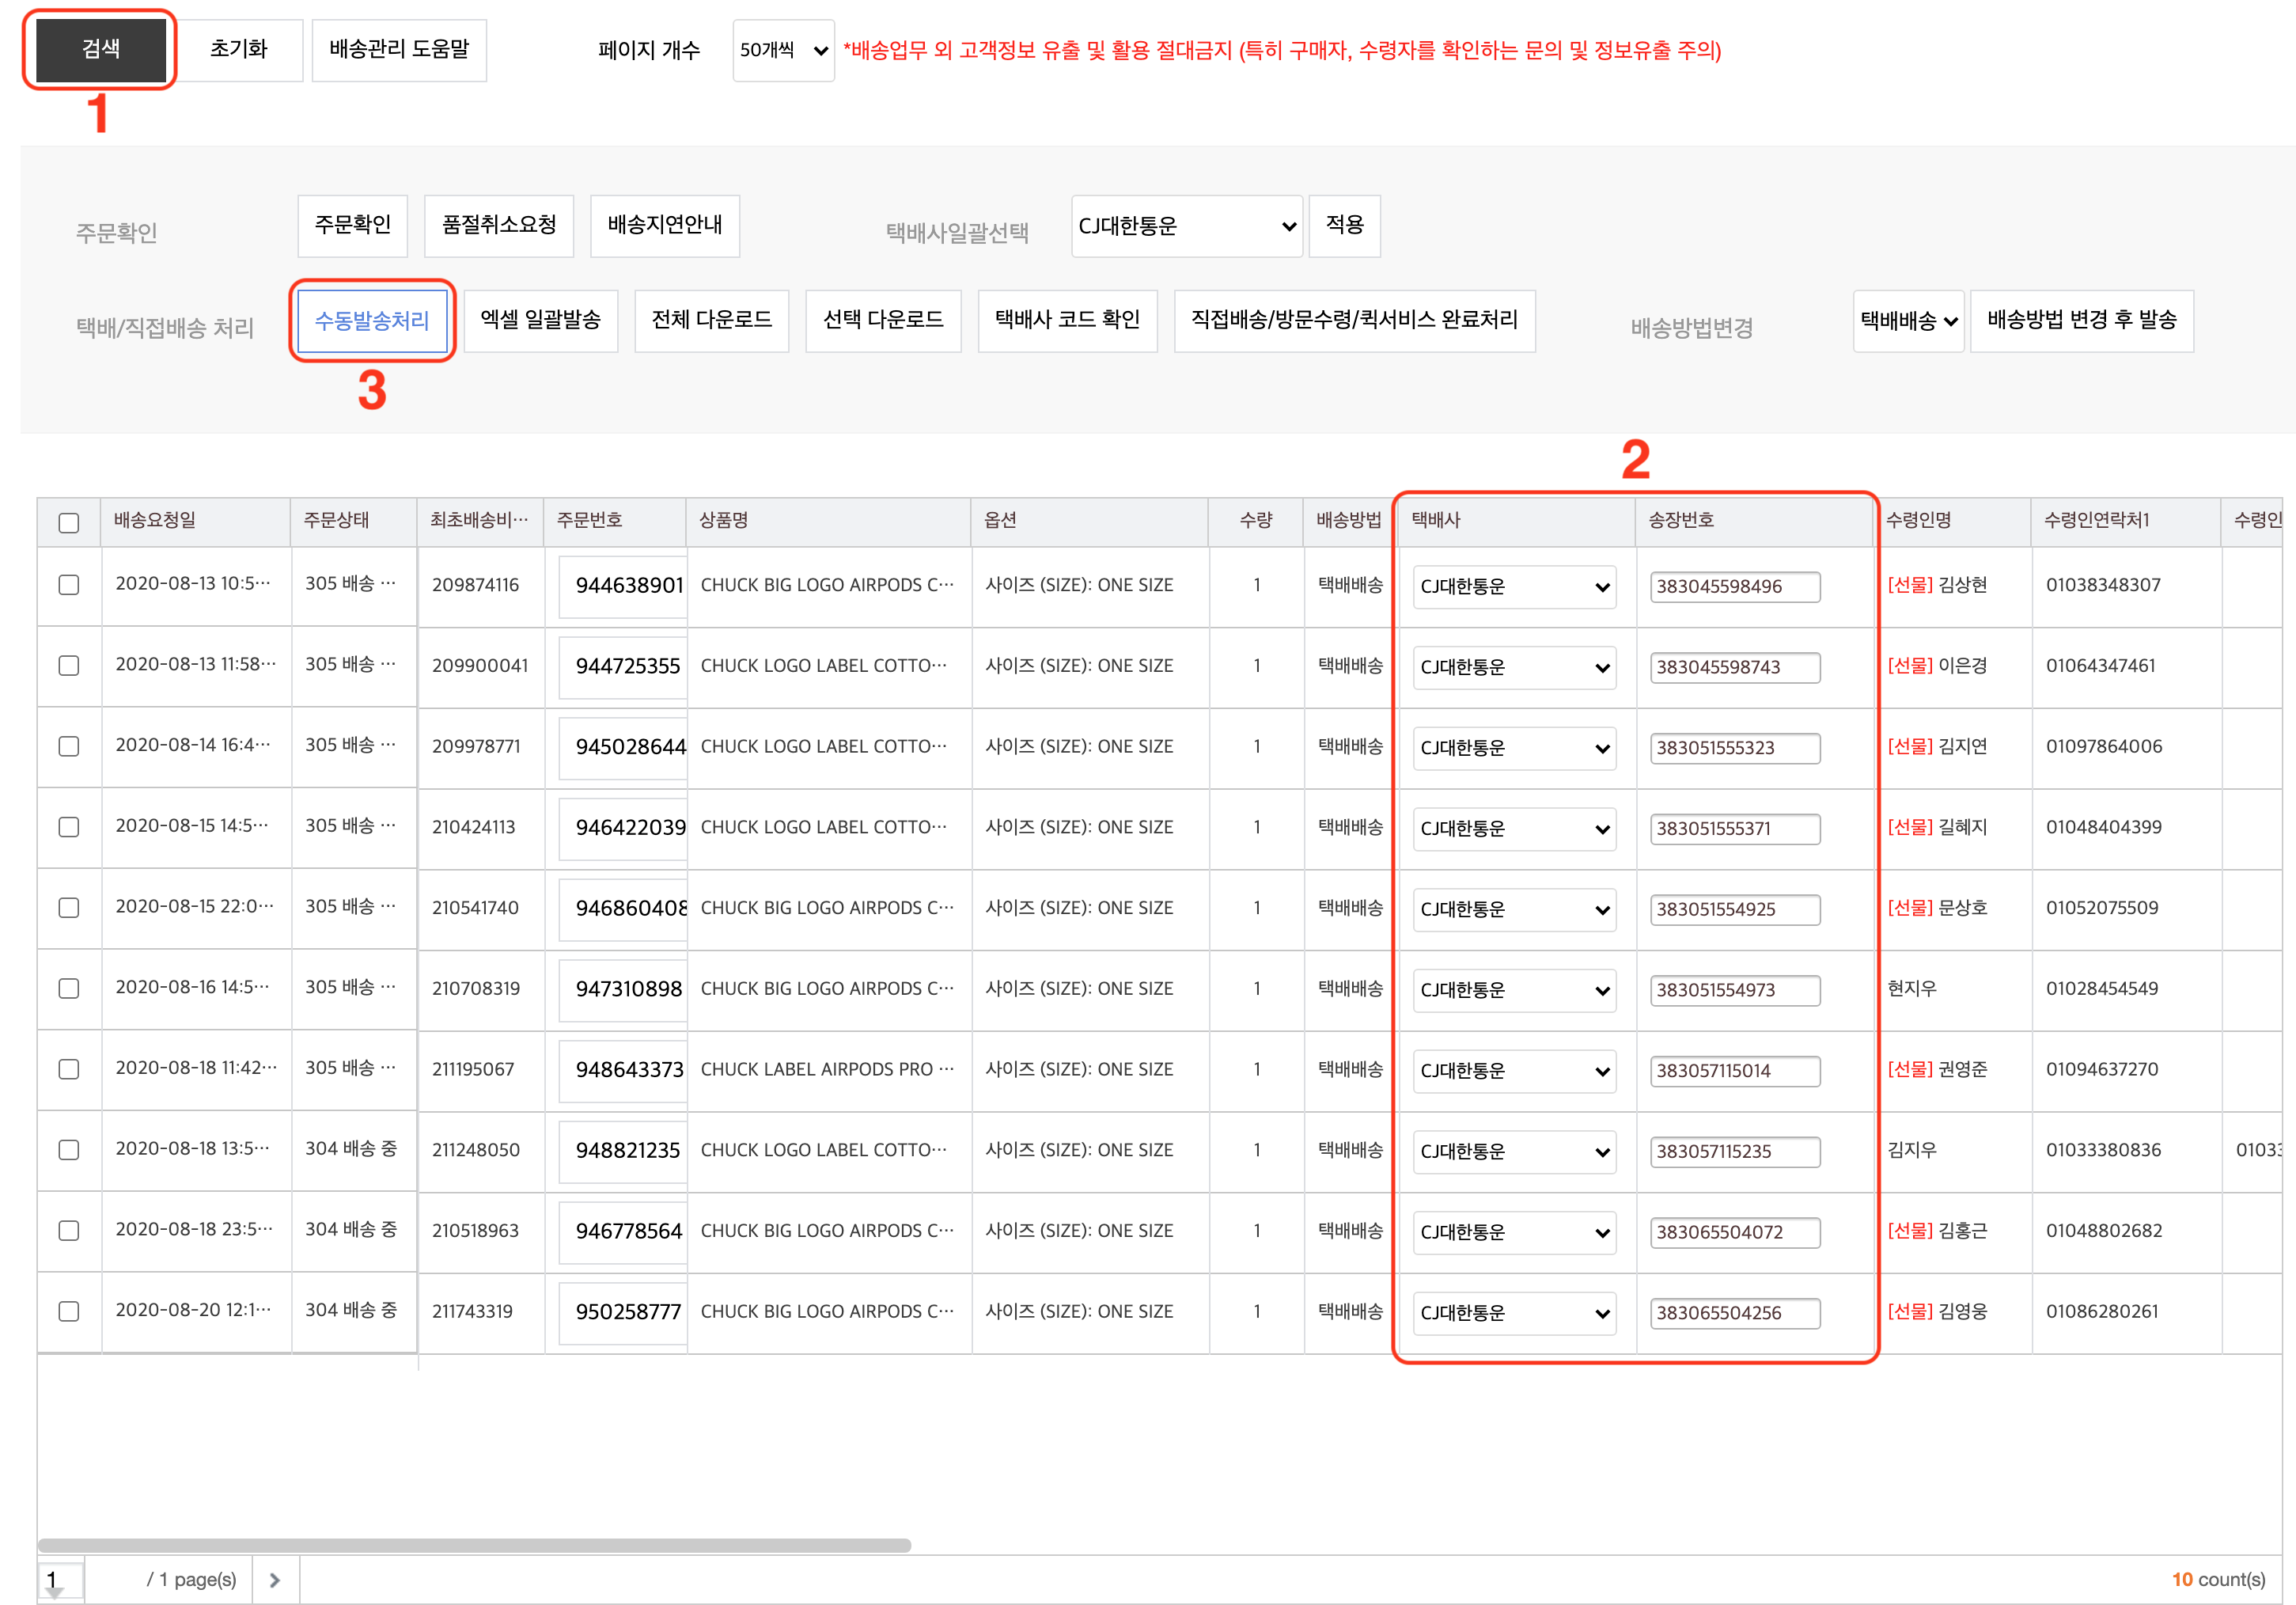 검색 초기화 배송관리 도움말 페이지 개수 50개씩 *배송업무 외 고객정보 유출 및 활용 절대금지 (특히 구매자, 수령자를 확인하는 문의 및 정보유출 주의)
1
주문확인 주문확인 품절취소요청 배송지연안내 택배사일괄선택 CJ대한통운 적용
택배/직접배송 처리 수동발송처리 엑셀 일괄발송 전체 다운로드 선택 다운로드 택배사 코드 확인 직접배송/방문수령/퀵서비스 완료처리 배송방법변경 택배배송 배송방법 변경 후 발송
3
2
배송요청일 주문상태 최초배송비… 주문번호 상품명 옵션 수량 배송방법 택배사 송장번호 수령인명 수령인연락처1 수령인
2020-08-13 10:5… 305 배송 … 209874116 944638901 CHUCK BIG LOGO AIRPODS C… 사이즈 (SIZE): ONE SIZE 1 택배배송 CJ대한통운 383045598496 [선물] 김상현 01038348307
2020-08-13 11:58… 305 배송 … 209900041 944725355 CHUCK LOGO LABEL COTTO… 사이즈 (SIZE): ONE SIZE 1 택배배송 CJ대한통운 383045598743 [선물] 이은경 01064347461
2020-08-14 16:4… 305 배송 … 209978771 945028644 CHUCK LOGO LABEL COTTO… 사이즈 (SIZE): ONE SIZE 1 택배배송 CJ대한통운 383051555323 [선물] 김지연 01097864006
2020-08-15 14:5… 305 배송 … 210424113 946422039 CHUCK LOGO LABEL COTTO… 사이즈 (SIZE): ONE SIZE 1 택배배송 CJ대한통운 383051555371 [선물] 길혜지 01048404399
2020-08-15 22:0… 305 배송 … 210541740 946860408 CHUCK BIG LOGO AIRPODS C… 사이즈 (SIZE): ONE SIZE 1 택배배송 CJ대한통운 383051554925 [선물] 문상호 01052075509
2020-08-16 14:5… 305 배송 … 210708319 947310898 CHUCK BIG LOGO AIRPODS C… 사이즈 (SIZE): ONE SIZE 1 택배배송 CJ대한통운 383051554973 현지우 01028454549
2020-08-18 11:42… 305 배송 … 211195067 948643373 CHUCK LABEL AIRPODS PRO … 사이즈 (SIZE): ONE SIZE 1 택배배송 CJ대한통운 383057115014 [선물] 권영준 01094637270
2020-08-18 13:5… 304 배송 중 211248050 948821235 CHUCK LOGO LABEL COTTO… 사이즈 (SIZE): ONE SIZE 1 택배배송 CJ대한통운 383057115235 김지우 01033380836 01033
2020-08-18 23:5… 304 배송 중 210518963 946778564 CHUCK BIG LOGO AIRPODS C… 사이즈 (SIZE): ONE SIZE 1 택배배송 CJ대한통운 383065504072 [선물] 김홍근 01048802682
2020-08-20 12:1… 304 배송 중 211743319 950258777 CHUCK BIG LOGO AIRPODS C… 사이즈 (SIZE): ONE SIZE 1 택배배송 CJ대한통운 383065504256 [선물] 김영웅 01086280261
1 / 1 page(s) 10 count(s)